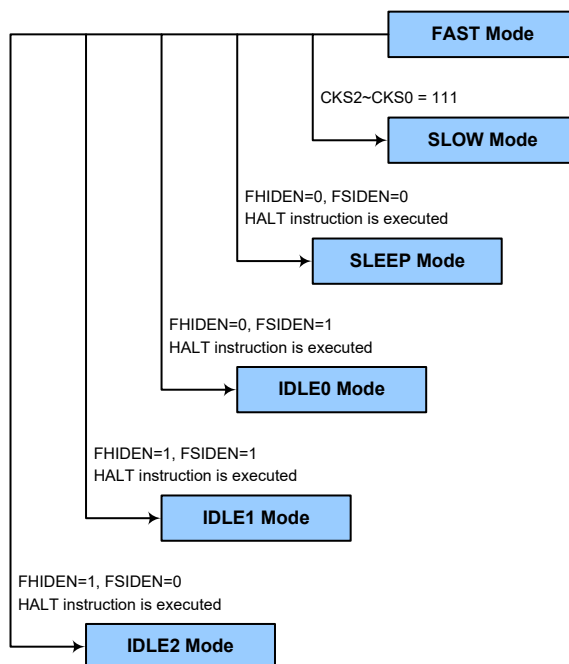 FAST Mode
CKS2~CKS0 = 111
SLOW Mode
FHIDEN=0, FSIDEN=0
HALT instruction is executed
SLEEP Mode
FHIDEN=0, FSIDEN=1
HALT instruction is executed
IDLE0 Mode
FHIDEN=1, FSIDEN=1
HALT instruction is executed
IDLE1 Mode
FHIDEN=1, FSIDEN=0
HALT instruction is executed
IDLE2 Mode